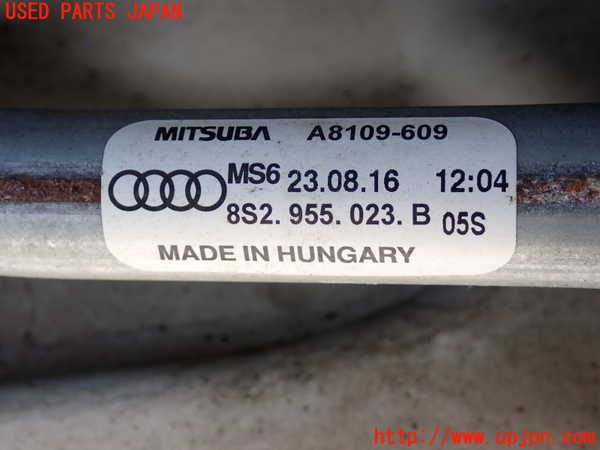 USED PARTS JAPAN
MITSUBA A8109-609
MS6 23.08.16 12:04
8S2. 955. 023. B 05S
MADE IN HUNGARY
http://www.upjpn.com/